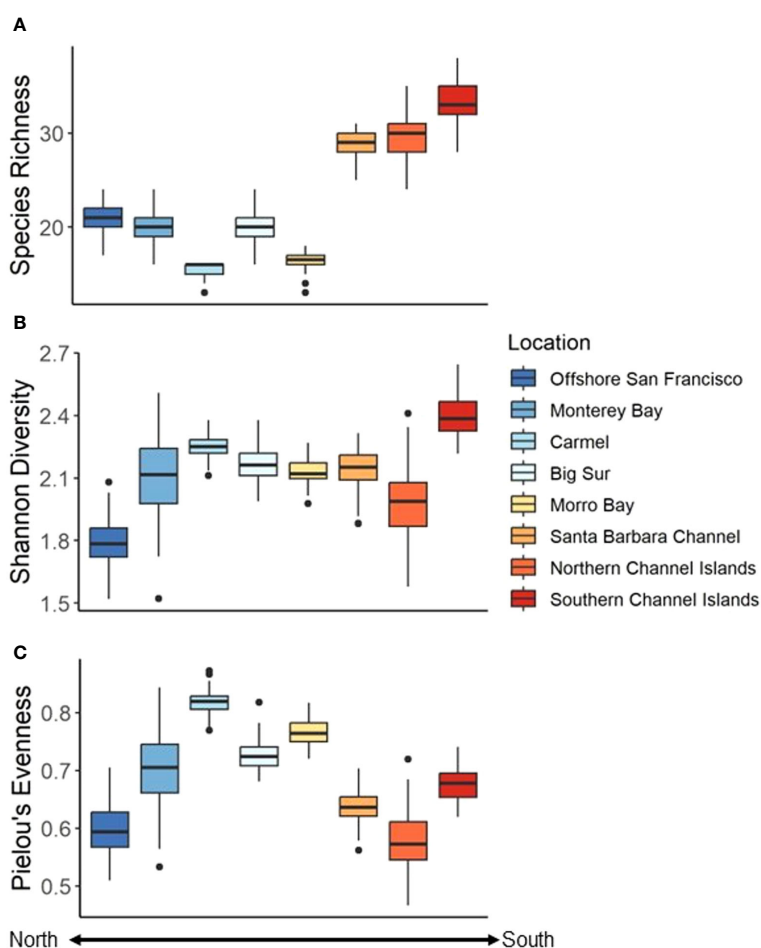 A
Species Richness
30
20
B
Shannon Diversity
2.7
2.4
2.1
1.8
1.5
Location
Offshore San Francisco
Monterey Bay
Carmel
Big Sur
Morro Bay
Santa Barbara Channel
Northern Channel Islands
Southern Channel Islands
C
Pielou's Evenness
0.8
0.7
0.6
0.5
North South